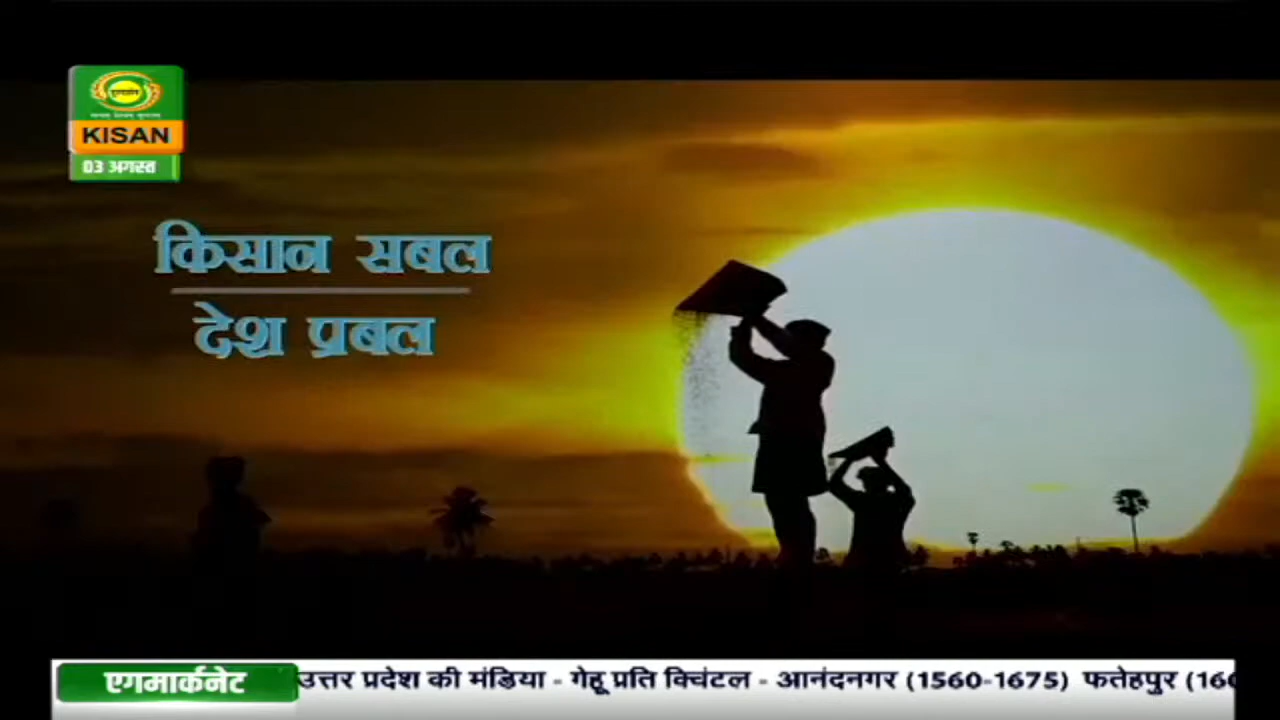 KISAN
03 अगस्त
किसान सबल
देश प्रबल
एगमार्कनेट
उत्तर प्रदेश की मंडिया - गेहू प्रति क्विंटल - आनंदनगर (1560-1675) फतेहपुर